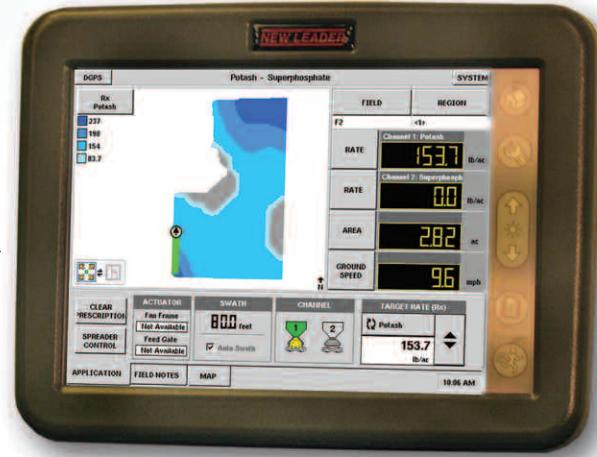 NEW LEADER
DGPS
Potash - Superphosphate
SYSTEM
Rx
Potash
237
198
154
83.7
FIELD
REGION
F2
<1>
RATE
Channel 1: Potash
153.7
lb/ac
RATE
Channel 2: Superphosph
0.0
lb/ac
AREA
2.82
ac
GROUND
SPEED
9.6
mph
N
CLEAR
PRESCRIPTION
SPREADER
CONTROL
ACTUATOR
Fan Frame
Not Available
Feed Gate
Not Available
SWATH
80.0 feet
Auto Swath
CHANNEL
1
2
TARGET RATE (Rx)
Potash
153.7
lb/ac
APPLICATION
FIELD NOTES
MAP
10:06 AM